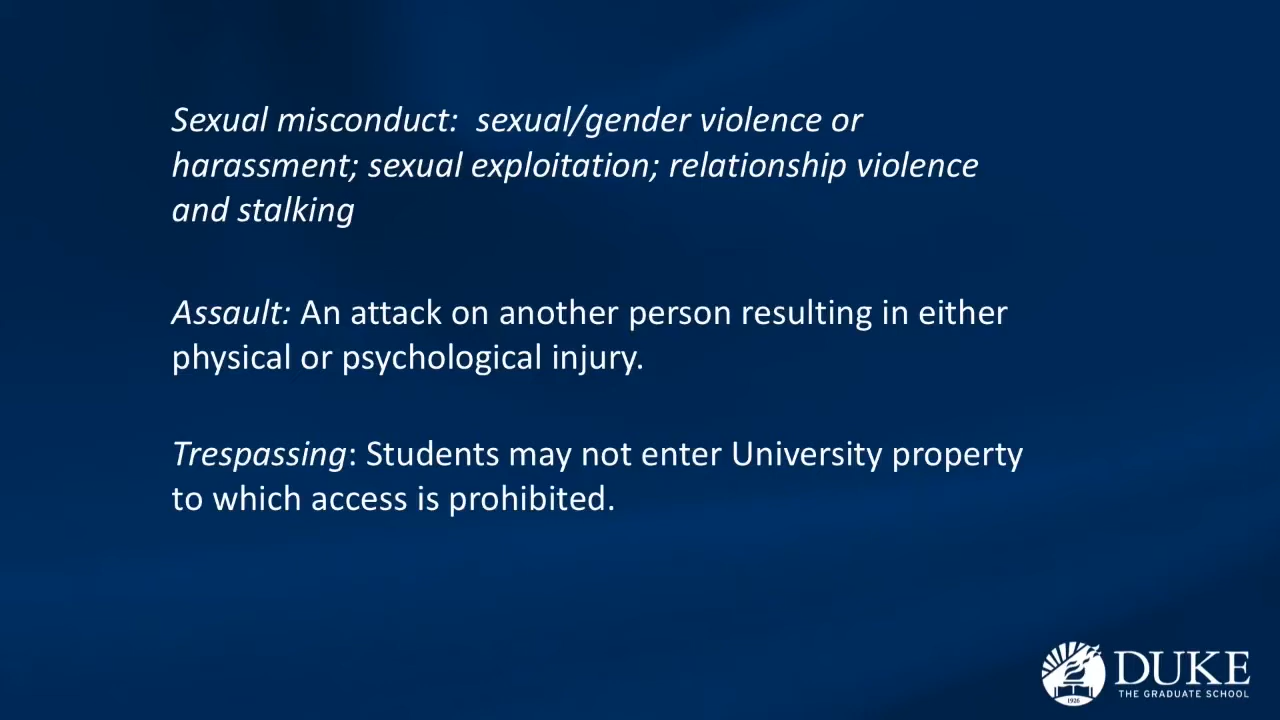 Sexual misconduct:  sexual/gender violence or
harassment; sexual exploitation; relationship violence
and stalking
Assault: An attack on another person resulting in either
physical or psychological injury.
Trespassing: Students may not enter University property
to which access is prohibited.
DUKE
THE GRADUATE SCHOOL
1926